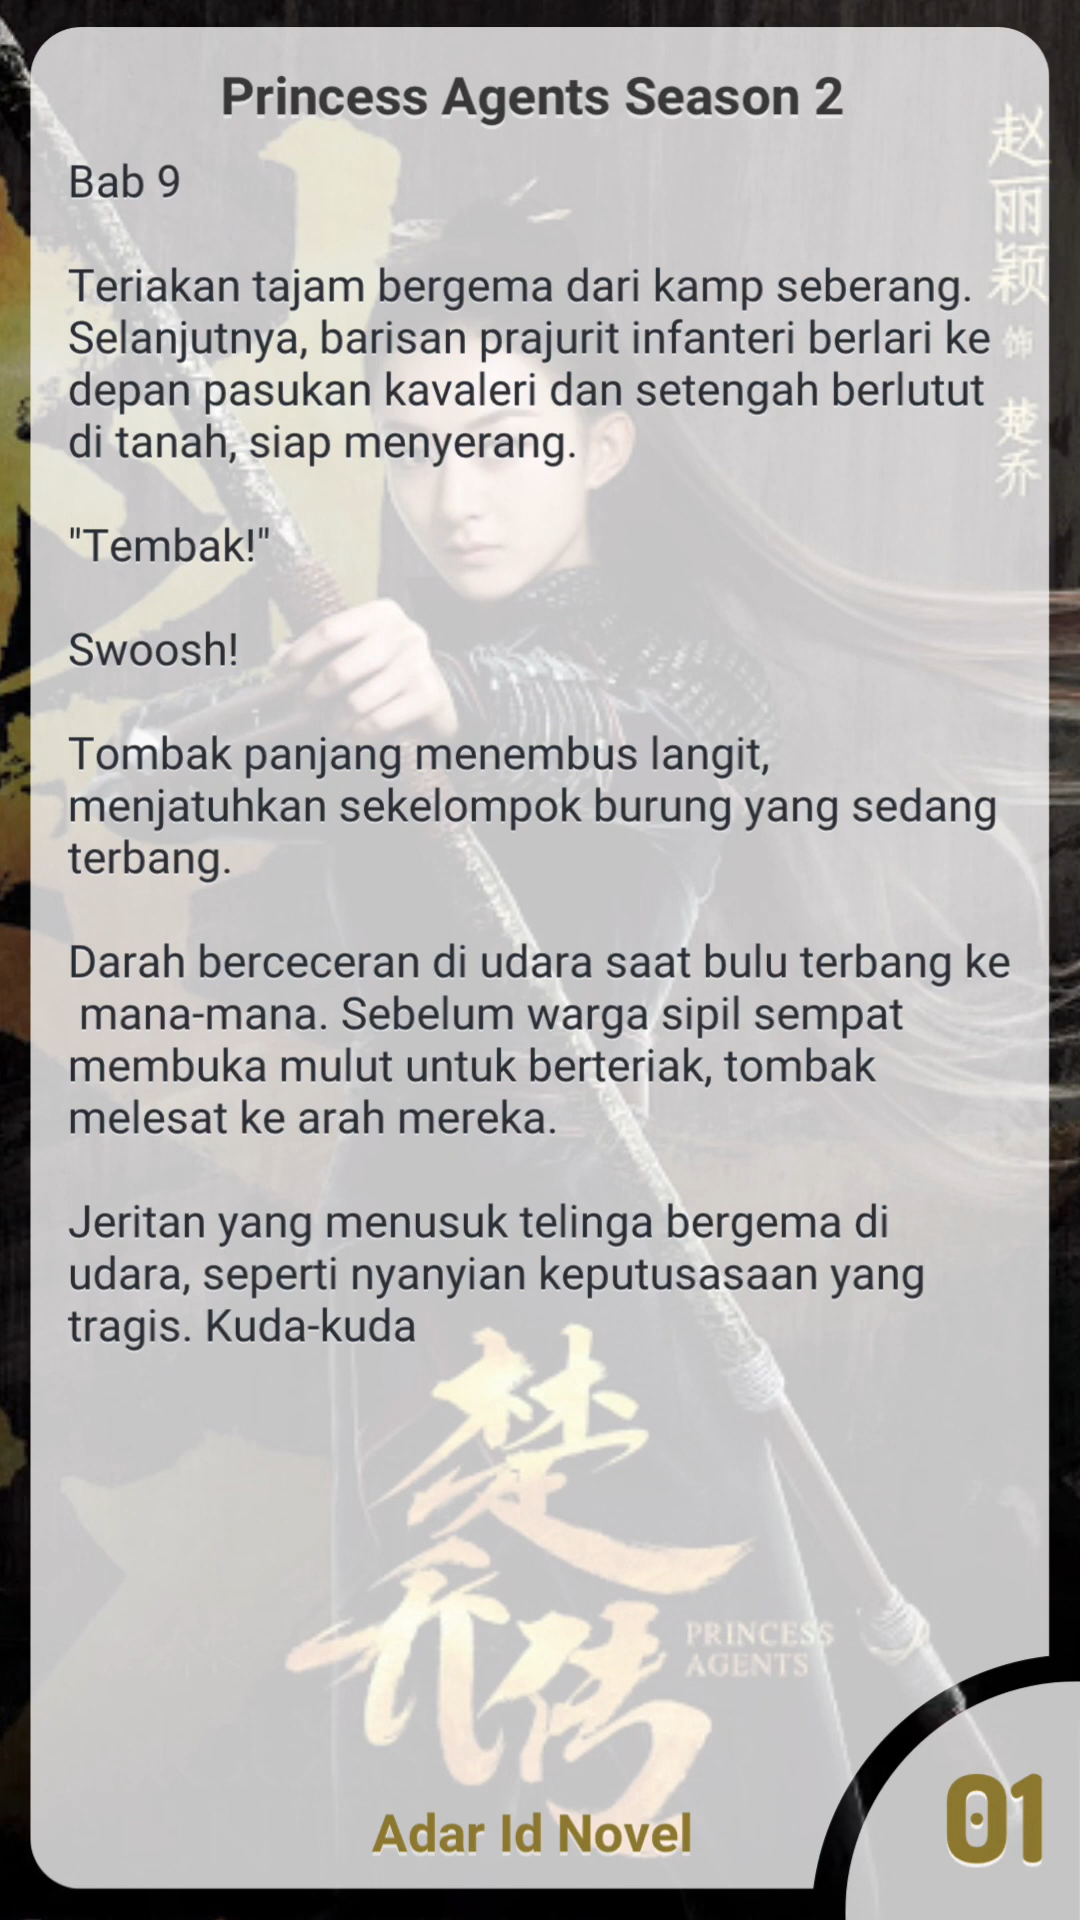 Princess Agents Season 2
Bab 9
Teriakan tajam bergema dari kamp seberang.
Selanjutnya, barisan prajurit infanteri berlari ke
depan pasukan kavaleri dan setengah berlutut
di tanah, siap menyerang.
"Tembak!"
Swoosh!
Tombak panjang menembus langit,
menjatuhkan sekelompok burung yang sedang
terbang.
Darah berceceran di udara saat bulu terbang ke
mana-mana. Sebelum warga sipil sempat
membuka mulut untuk berteriak, tombak
melesat ke arah mereka.
Jeritan yang menusuk telinga bergema di
udara, seperti nyanyian keputusasaan yang
tragis. Kuda-kuda
赵丽颖 饰 楚乔
楚乔传
PRINCESS
AGENTS
Adar Id Novel
01